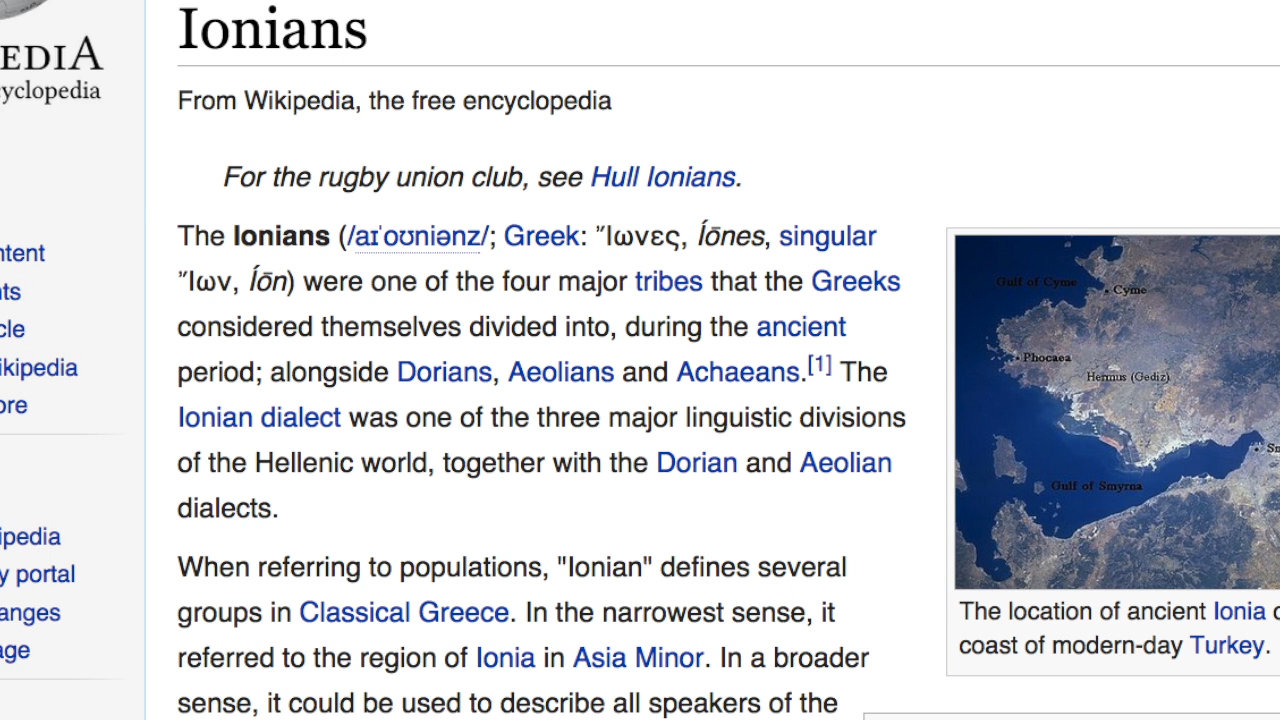 EDIA
yclopedia
ntent
ts
cle
ikipedia
ore
ipedia
y portal
anges
age
Ionians
From Wikipedia, the free encyclopedia
For the rugby union club, see Hull Ionians.
The Ionians (/aɪˈoʊniənz/; Greek: Ἴωνες, Íōnes, singular
Ἴων, Íōn) were one of the four major tribes that the Greeks
considered themselves divided into, during the ancient
period; alongside Dorians, Aeolians and Achaeans.[1] The
Ionian dialect was one of the three major linguistic divisions
of the Hellenic world, together with the Dorian and Aeolian
dialects.
When referring to populations, "Ionian" defines several
groups in Classical Greece. In the narrowest sense, it
referred to the region of Ionia in Asia Minor. In a broader
sense, it could be used to describe all speakers of the
Gulf of Cyme
Cyme
Phocaea
Hermus (Gediz)
Sm
Gulf of Smyrna
The location of ancient Ionia o
coast of modern-day Turkey.